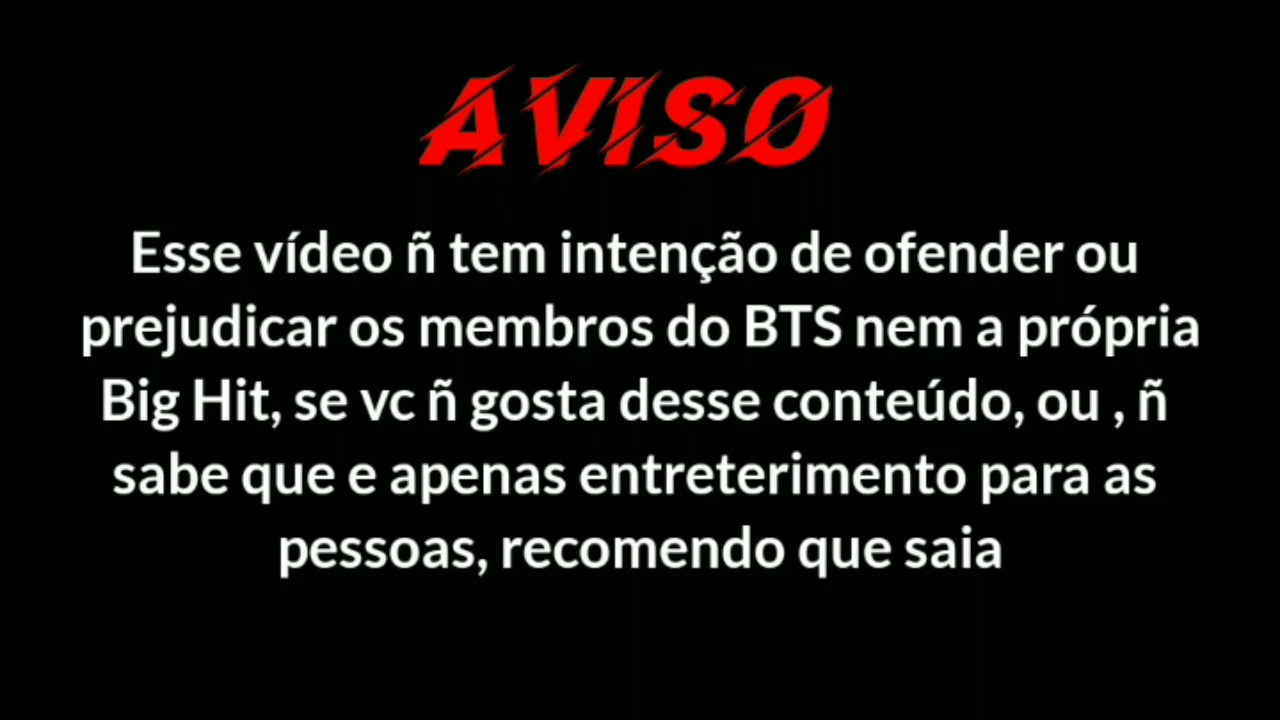 AVISO
Esse vídeo ñ tem intenção de ofender ou
prejudicar os membros do BTS nem a própria
Big Hit, se vc ñ gosta desse conteúdo, ou , ñ
sabe que e apenas entreterimento para as
pessoas, recomendo que saia